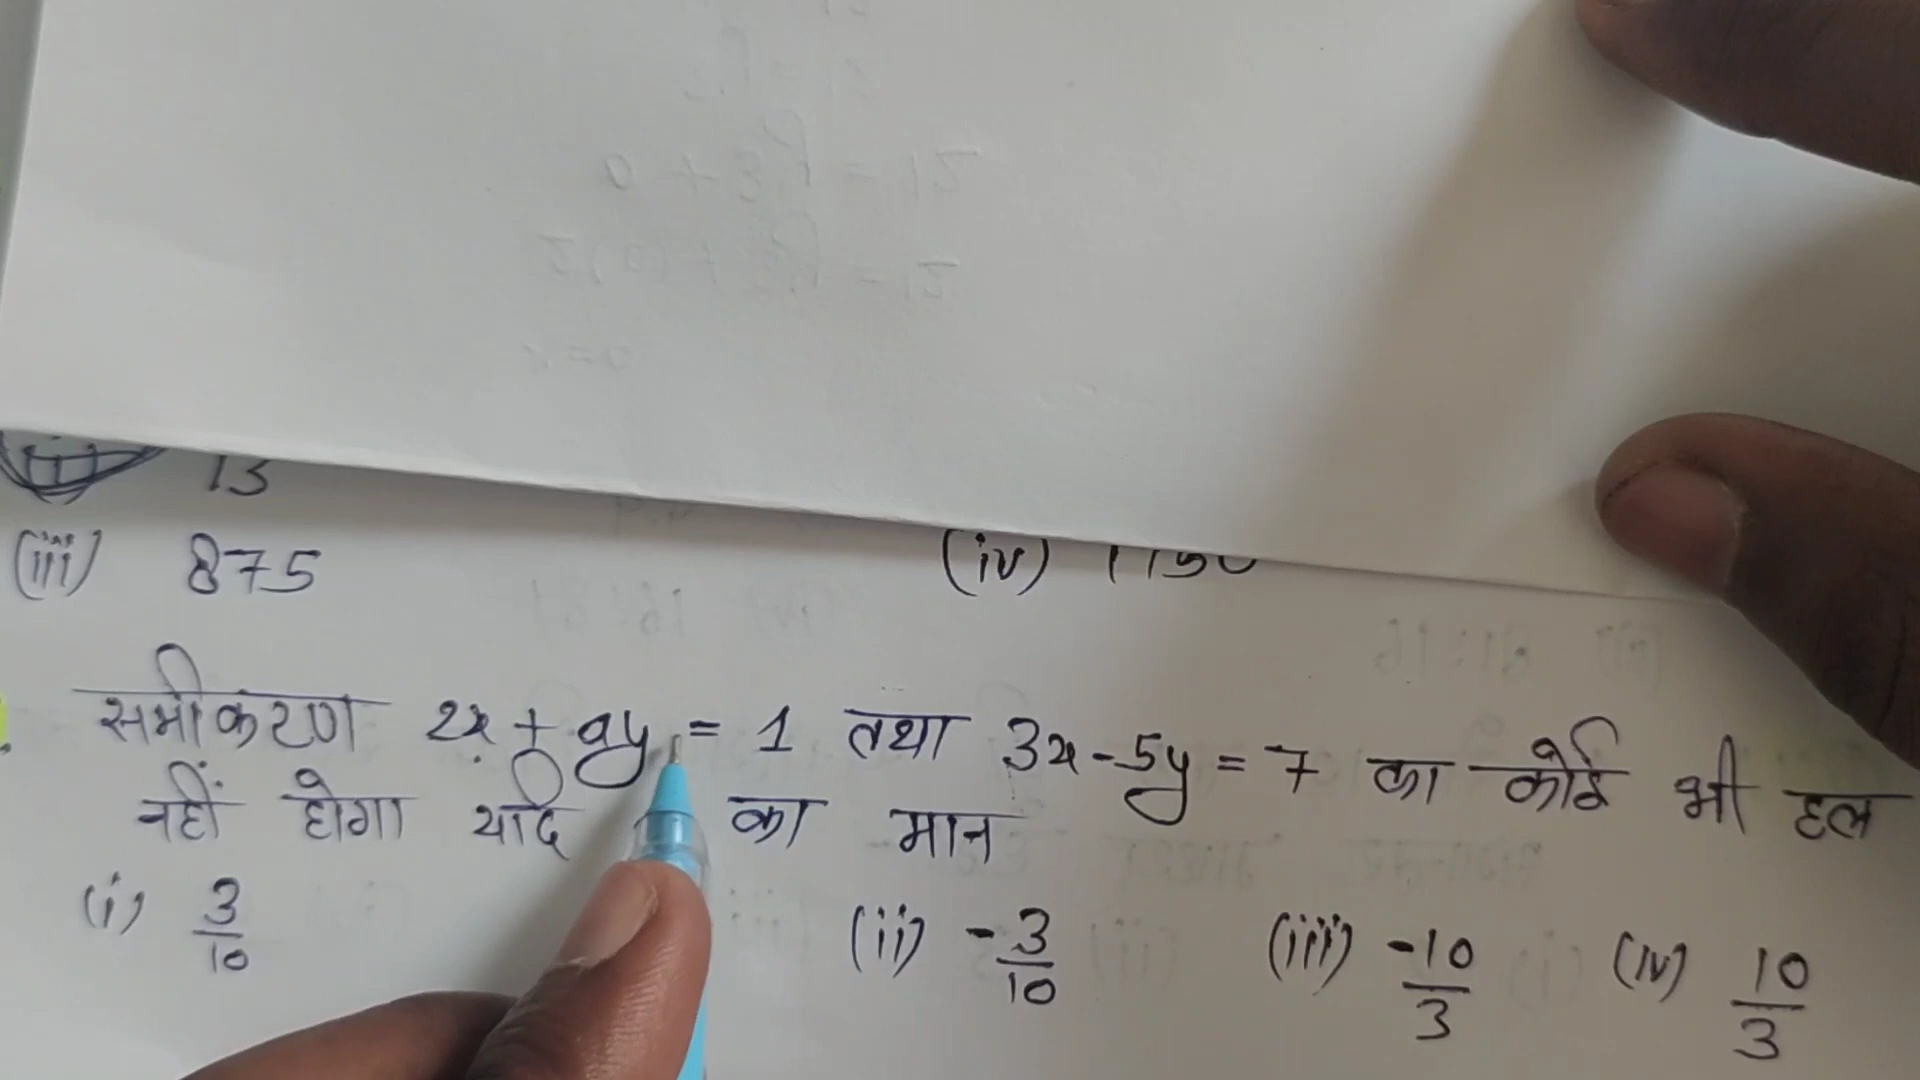 13
(iii) 875 (iv)
समीकरण 2x + ay = 1 तथा 3x - 5y = 7 का कोई भी हल
नहीं होगा यदि का मान
(i) 3/10 (ii) -3/10 (iii) -10/3 (iv) 10/3